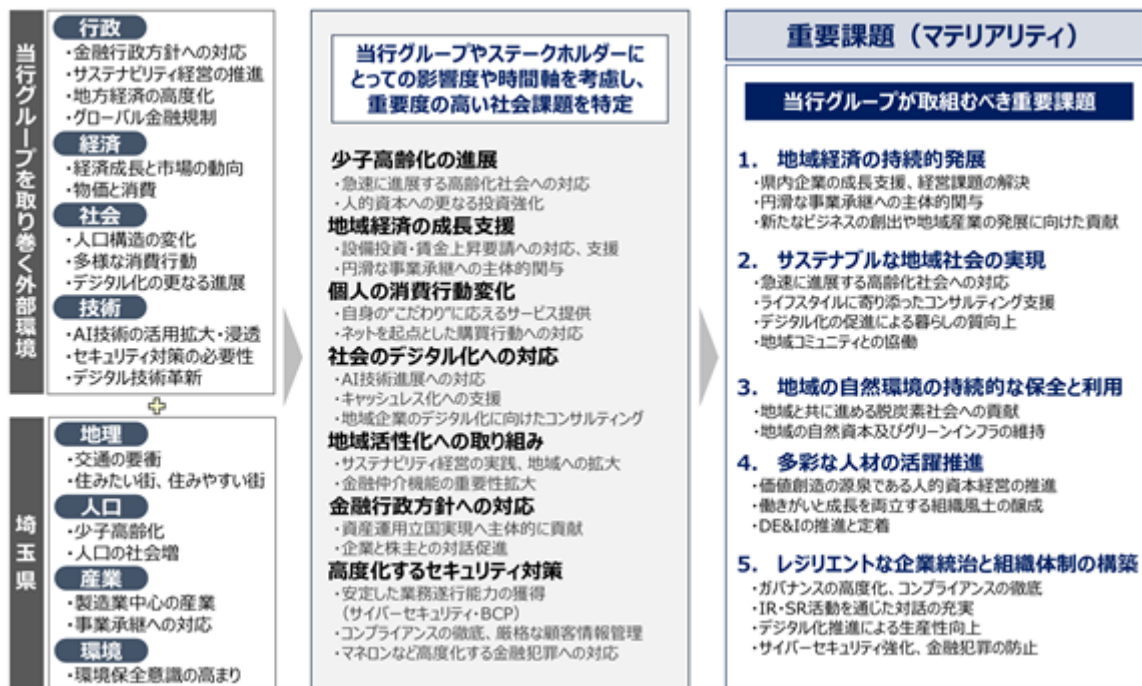 当行グループを取り巻く外部環境
行政
・金融行政方針への対応
・サステナビリティ経営の推進
・地方経済の高度化
・グローバル金融規制
経済
・経済成長と市場の動向
・物価と消費
社会
・人口構造の変化
・多様な消費行動
・デジタル化の更なる進展
技術
・AI技術の活用拡大・浸透
・セキュリティ対策の必要性
・デジタル技術革新
埼玉県
地理
・交通の要衝
・住みたい街、住みやすい街
人口
・少子高齢化
・人口の社会増
産業
・製造業中心の産業
・事業承継への対応
環境
・環境保全意識の高まり
当行グループやステークホルダーに
とっての影響度や時間軸を考慮し、
重要度の高い社会課題を特定
少子高齢化の進展
・急速に進展する高齢化社会への対応
・人的資本への更なる投資強化
地域経済の成長支援
・設備投資・賃金上昇要請への対応、支援
・円滑な事業承継への主体的関与
個人の消費行動変化
・自身の"こだわり"に応えるサービス提供
・ネットを起点とした購買行動への対応
社会のデジタル化への対応
・AI技術進展への対応
・キャッシュレス化への支援
・地域企業のデジタル化に向けたコンサルティング
地域活性化への取り組み
・サステナビリティ経営の実践、地域への拡大
・金融仲介機能の重要性拡大
金融行政方針への対応
・資産運用立国実現へ主体的に貢献
・企業と株主との対話促進
高度化するセキュリティ対策
・安定した業務遂行能力の獲得
（サイバーセキュリティ・BCP）
・コンプライアンスの徹底、厳格な顧客情報管理
・マネロンなど高度化する金融犯罪への対応
重要課題（マテリアリティ）
当行グループが取組むべき重要課題
1. 地域経済の持続的発展
・県内企業の成長支援、経営課題の解決
・円滑な事業承継への主体的関与
・新たなビジネスの創出や地域産業の発展に向けた貢献
2. サステナブルな地域社会の実現
・急速に進展する高齢化社会への対応
・ライフスタイルに寄り添ったコンサルティング支援
・デジタル化の促進による暮らしの質向上
・地域コミュニティとの協働
3. 地域の自然環境の持続的な保全と利用
・地域と共に進める脱炭素社会への貢献
・地域の自然資本及びグリーンインフラの維持
4. 多彩な人材の活躍推進
・価値創造の源泉である人的資本経営の推進
・働きがいと成長を両立する組織風土の醸成
・DE&Iの推進と定着
5. レジリエントな企業統治と組織体制の構築
・ガバナンスの高度化、コンプライアンスの徹底
・IR・SR活動を通じた対話の充実
・デジタル化推進による生産性向上
・サイバーセキュリティ強化、金融犯罪の防止